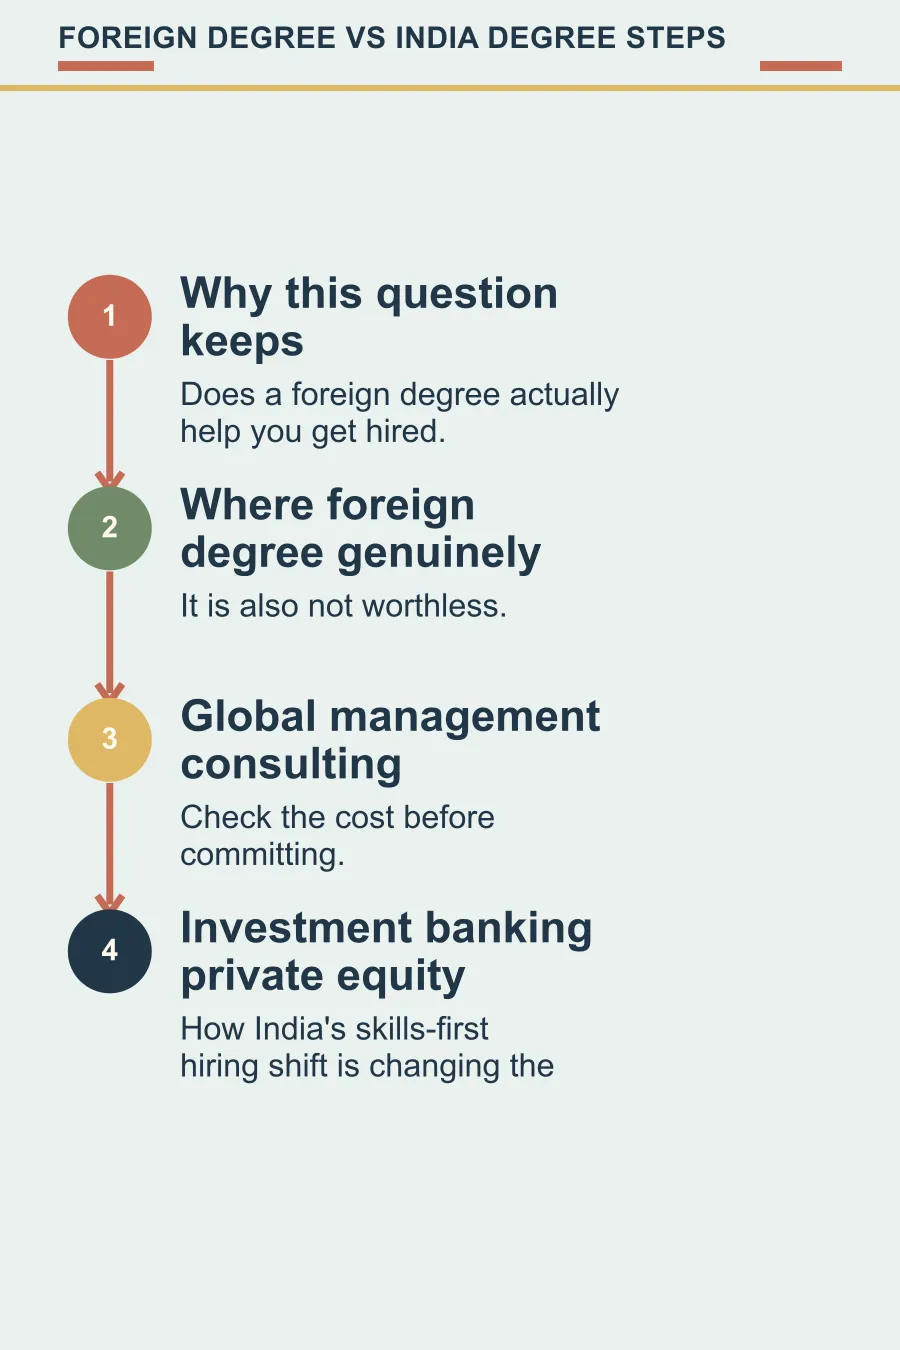 FOREIGN DEGREE VS INDIA DEGREE STEPS
1
Why this question
keeps
Does a foreign degree actually
help you get hired.
2
Where foreign
degree genuinely
It is also not worthless.
3
Global management
consulting
Check the cost before
committing.
4
Investment banking
private equity
How India's skills-first
hiring shift is changing the